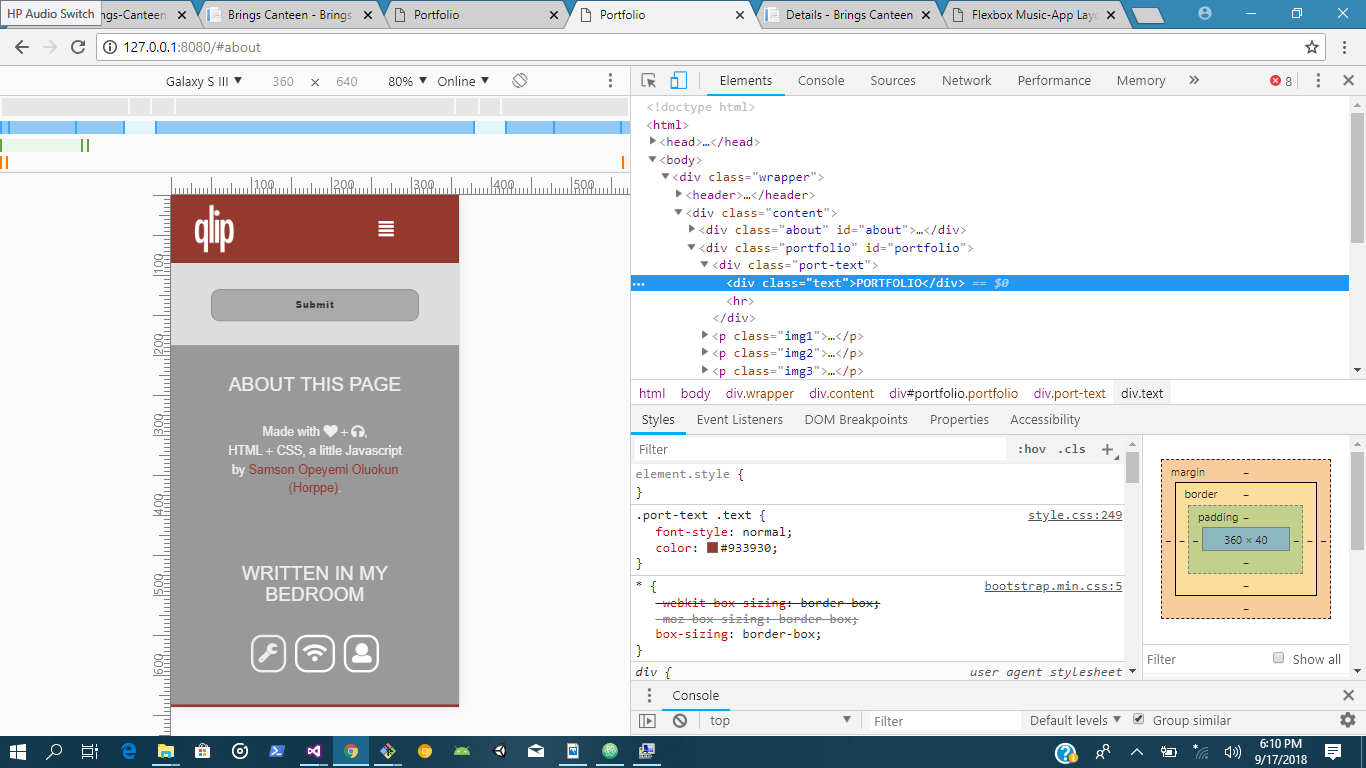 HP Audio Switch
ngs-Canteen
Brings Canteen - Brings
Portfolio
Portfolio
Details - Brings Canteen
Flexbox Music-App Layo
127.0.0.1:8080/#about
Galaxy S III ▼ 360 × 640 80% ▼ Online ▼
Elements Console Sources Network Performance Memory » 8
100 200 300 400 500
100
200
300
400
500
600
qlip
Submit
ABOUT THIS PAGE
Made with + ,
HTML + CSS, a little Javascript
by Samson Opeyemi Oluokun
(Horppe).
WRITTEN IN MY
BEDROOM
<!doctype html>
<html>
<head>…</head>
<body>
<div class="wrapper">
<header>…</header>
<div class="content">
<div class="about" id="about">…</div>
<div class="portfolio" id="portfolio">
<div class="port-text">
<div class="text">PORTFOLIO</div> == $0
<hr>
</div>
<p class="img1">…</p>
<p class="img2">…</p>
<p class="img3">…</p>
html body div.wrapper div.content div#portfolio.portfolio div.port-text div.text
Styles Event Listeners DOM Breakpoints Properties Accessibility
Filter :hov .cls +
element.style {
}
.port-text .text { style.css:249
font-style: normal;
color: #933930;
}
* { bootstrap.min.css:5
-webkit-box-sizing: border-box;
-moz-box-sizing: border-box;
box-sizing: border-box;
}
div { user agent stylesheet
margin –
border –
padding –
– – – 360 × 40 – – –
–
–
–
Filter Show all
Console
top ▼ Filter Default levels ▼ Group similar
6:10 PM
9/17/2018